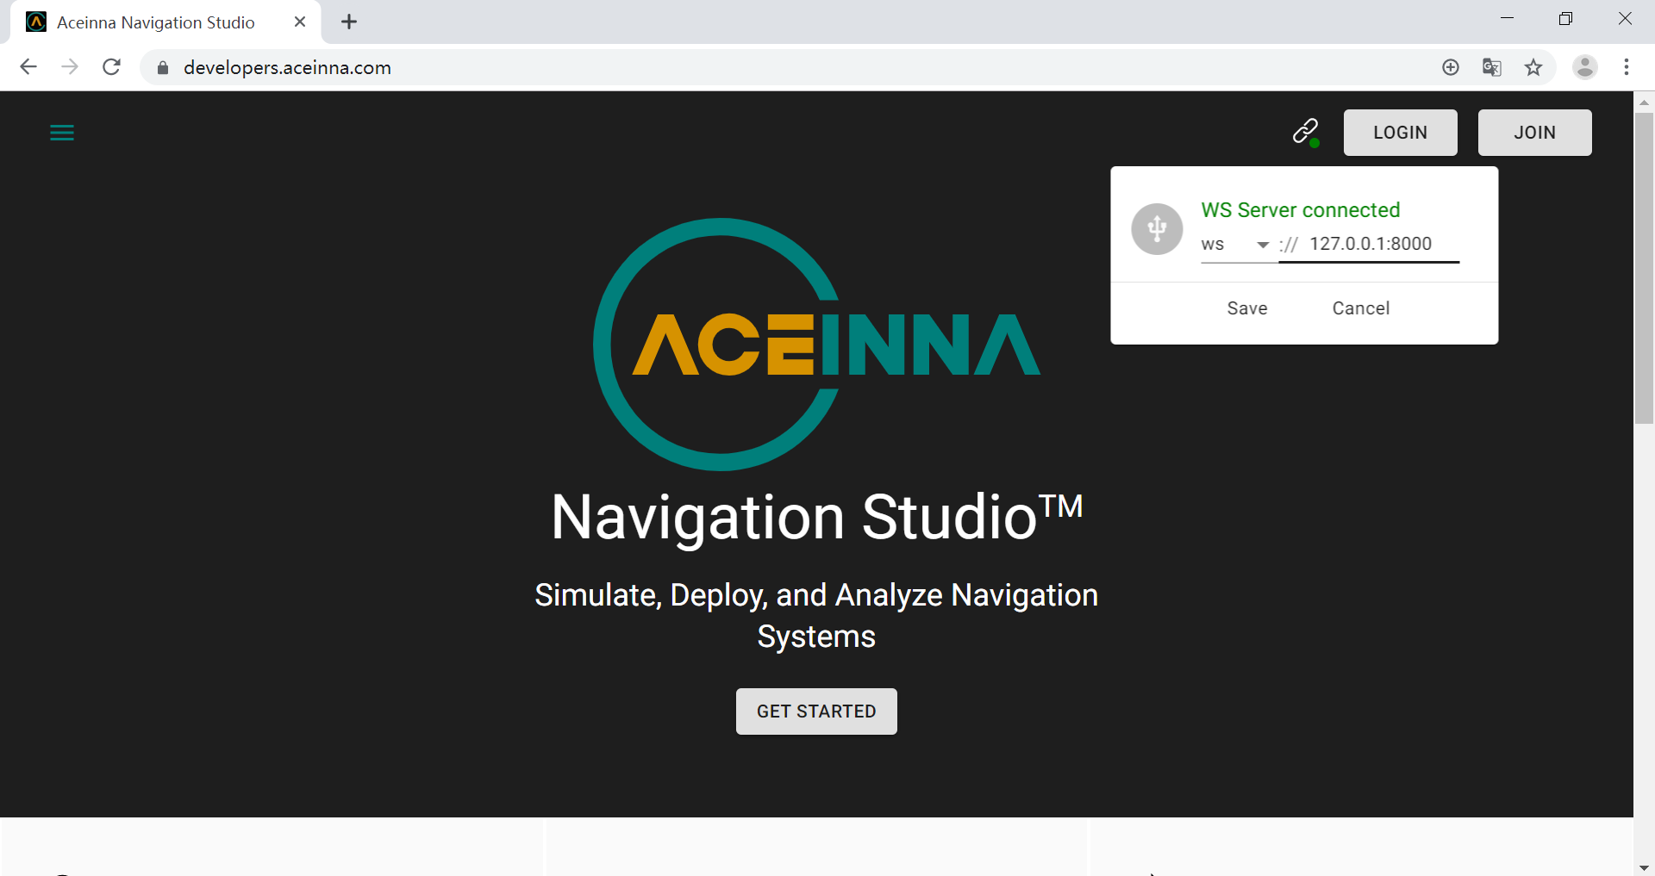 Aceinna Navigation Studio
developers.aceinna.com
LOGIN
JOIN
WS Server connected
ws :// 127.0.0.1:8000
Save Cancel
ACEINNA
Navigation Studio™
Simulate, Deploy, and Analyze Navigation
Systems
GET STARTED